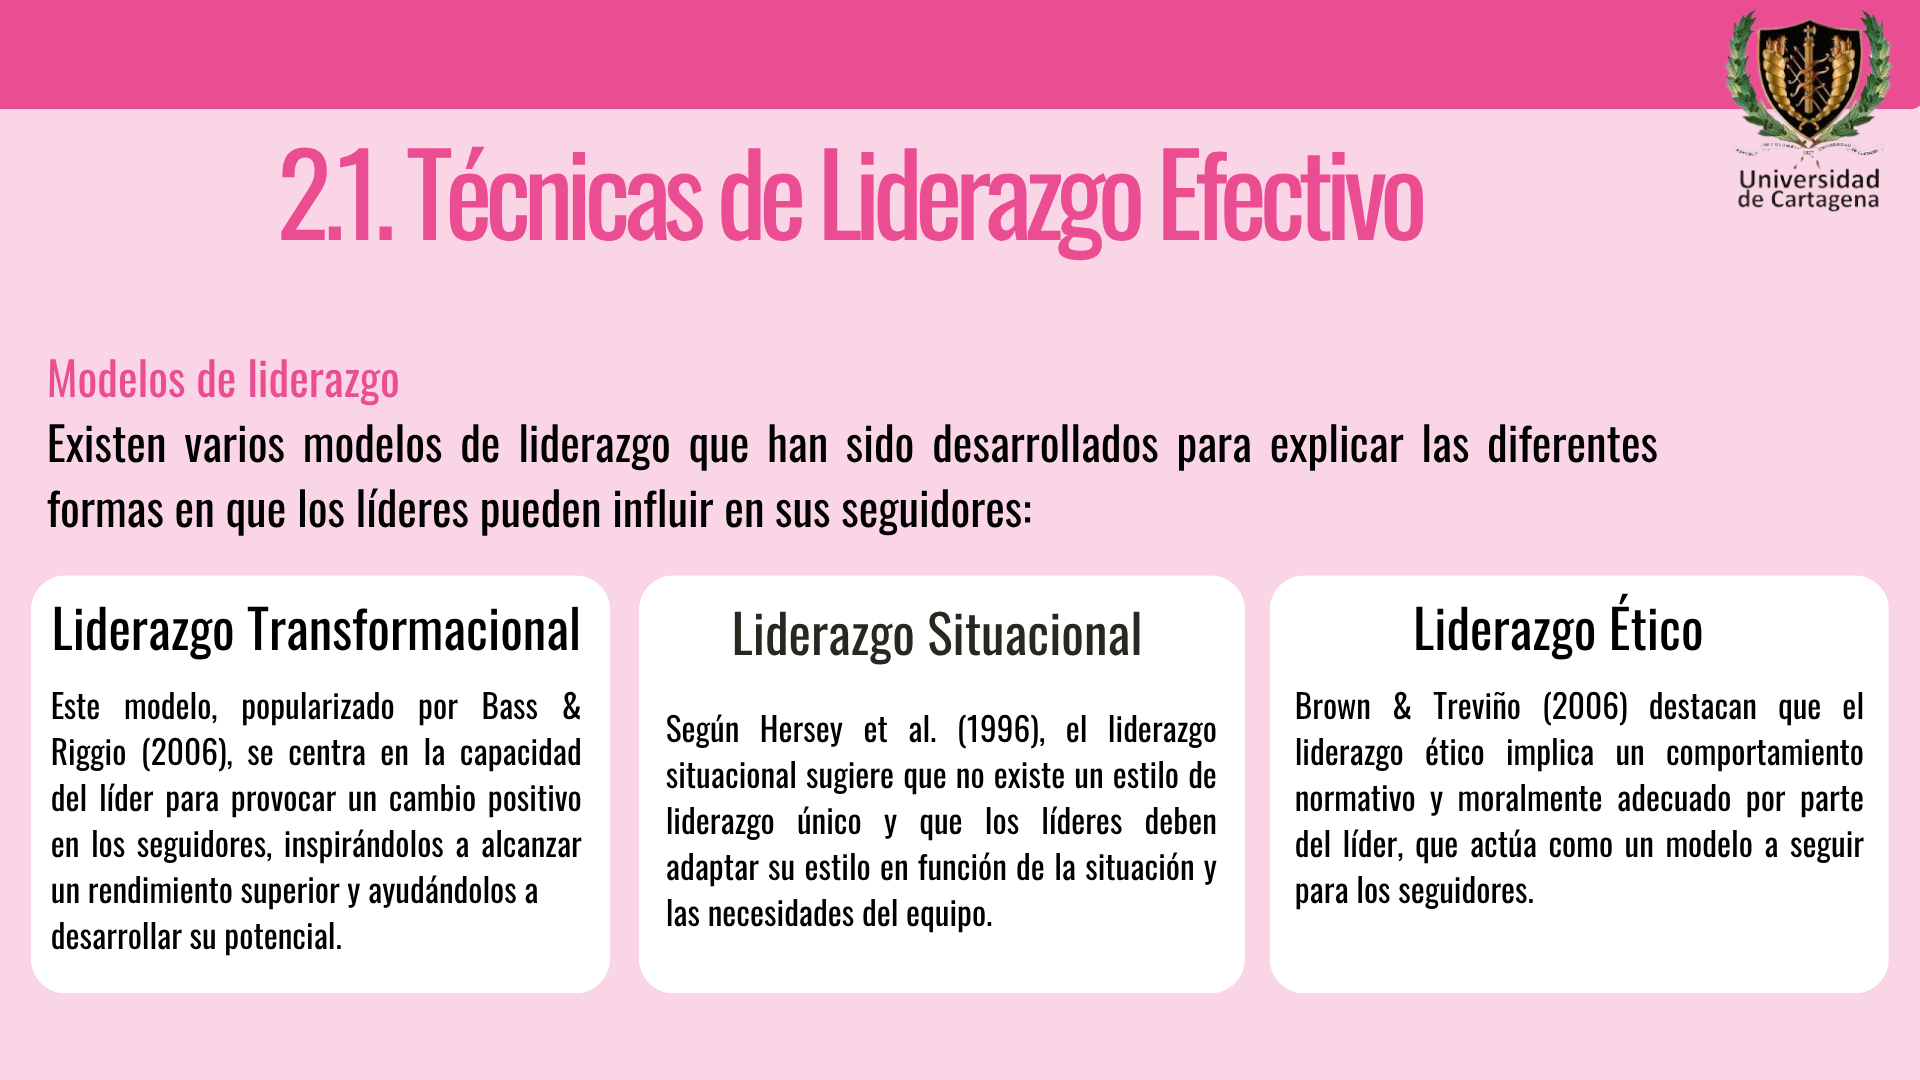 Universidad
de Cartagena
2.1. Técnicas de Liderazgo Efectivo
Modelos de liderazgo
Existen varios modelos de liderazgo que han sido desarrollados para explicar las diferentes
formas en que los líderes pueden influir en sus seguidores:
Liderazgo Transformacional
Este modelo, popularizado por Bass &
Riggio (2006), se centra en la capacidad
del líder para provocar un cambio positivo
en los seguidores, inspirándolos a alcanzar
un rendimiento superior y ayudándolos a
desarrollar su potencial.
Liderazgo Situacional
Según Hersey et al. (1996), el liderazgo
situacional sugiere que no existe un estilo de
liderazgo único y que los líderes deben
adaptar su estilo en función de la situación y
las necesidades del equipo.
Liderazgo Ético
Brown & Treviño (2006) destacan que el
liderazgo ético implica un comportamiento
normativo y moralmente adecuado por parte
del líder, que actúa como un modelo a seguir
para los seguidores.